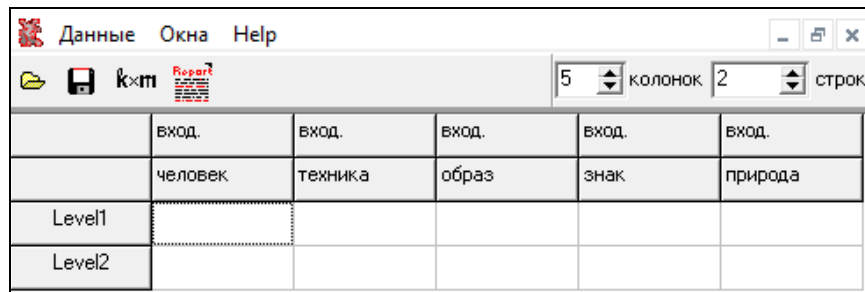 Данные Окна Help
k×m Report 5 колонок 2 строк
вход. вход. вход. вход. вход.
человек техника образ знак природа
Level1
Level2